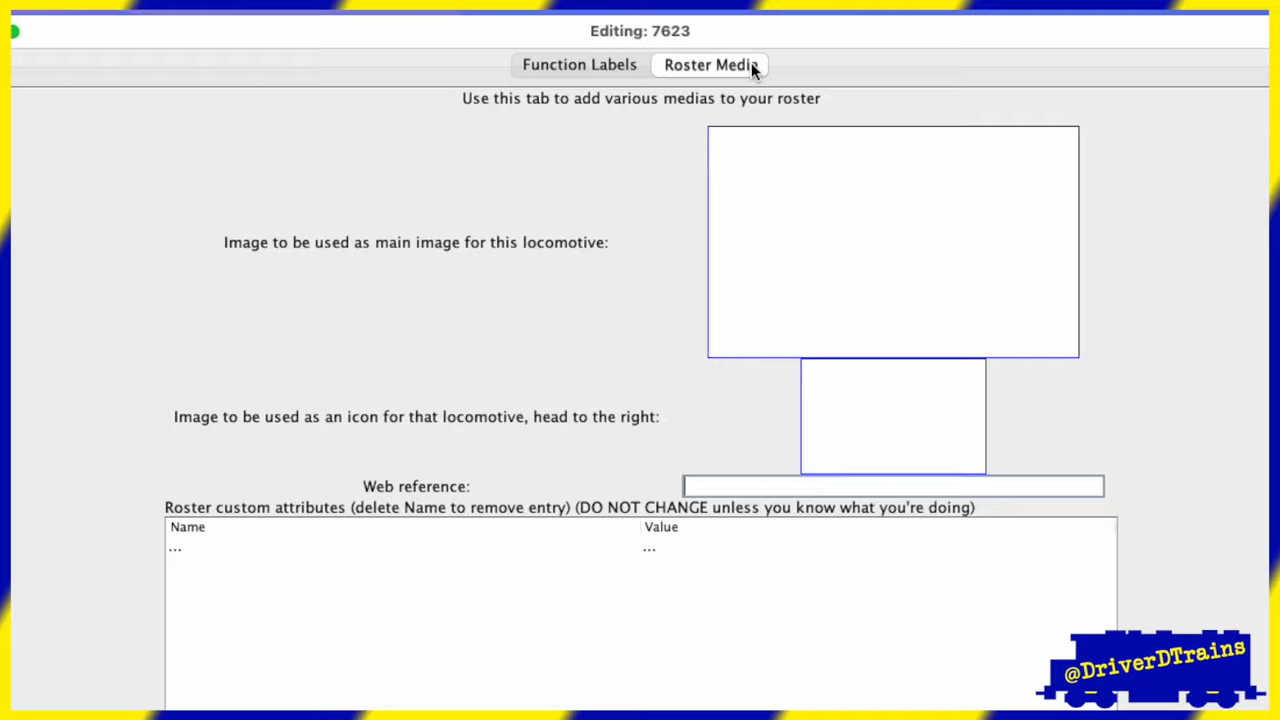 Editing: 7623
Function Labels
Roster Media
Use this tab to add various medias to your roster
Image to be used as main image for this locomotive:
Image to be used as an icon for that locomotive, head to the right:
Web reference:
Roster custom attributes (delete Name to remove entry) (DO NOT CHANGE unless you know what you're doing)
Name Value
... ...
@DriverDTrains